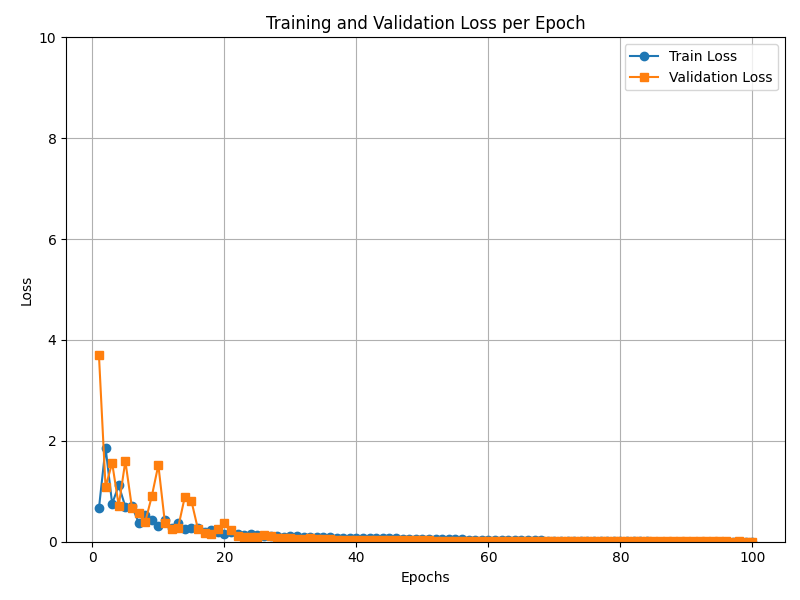 Training and Validation Loss per Epoch
10
8
6
4
2
0
Loss
Train Loss
Validation Loss
0 20 40 60 80 100
Epochs